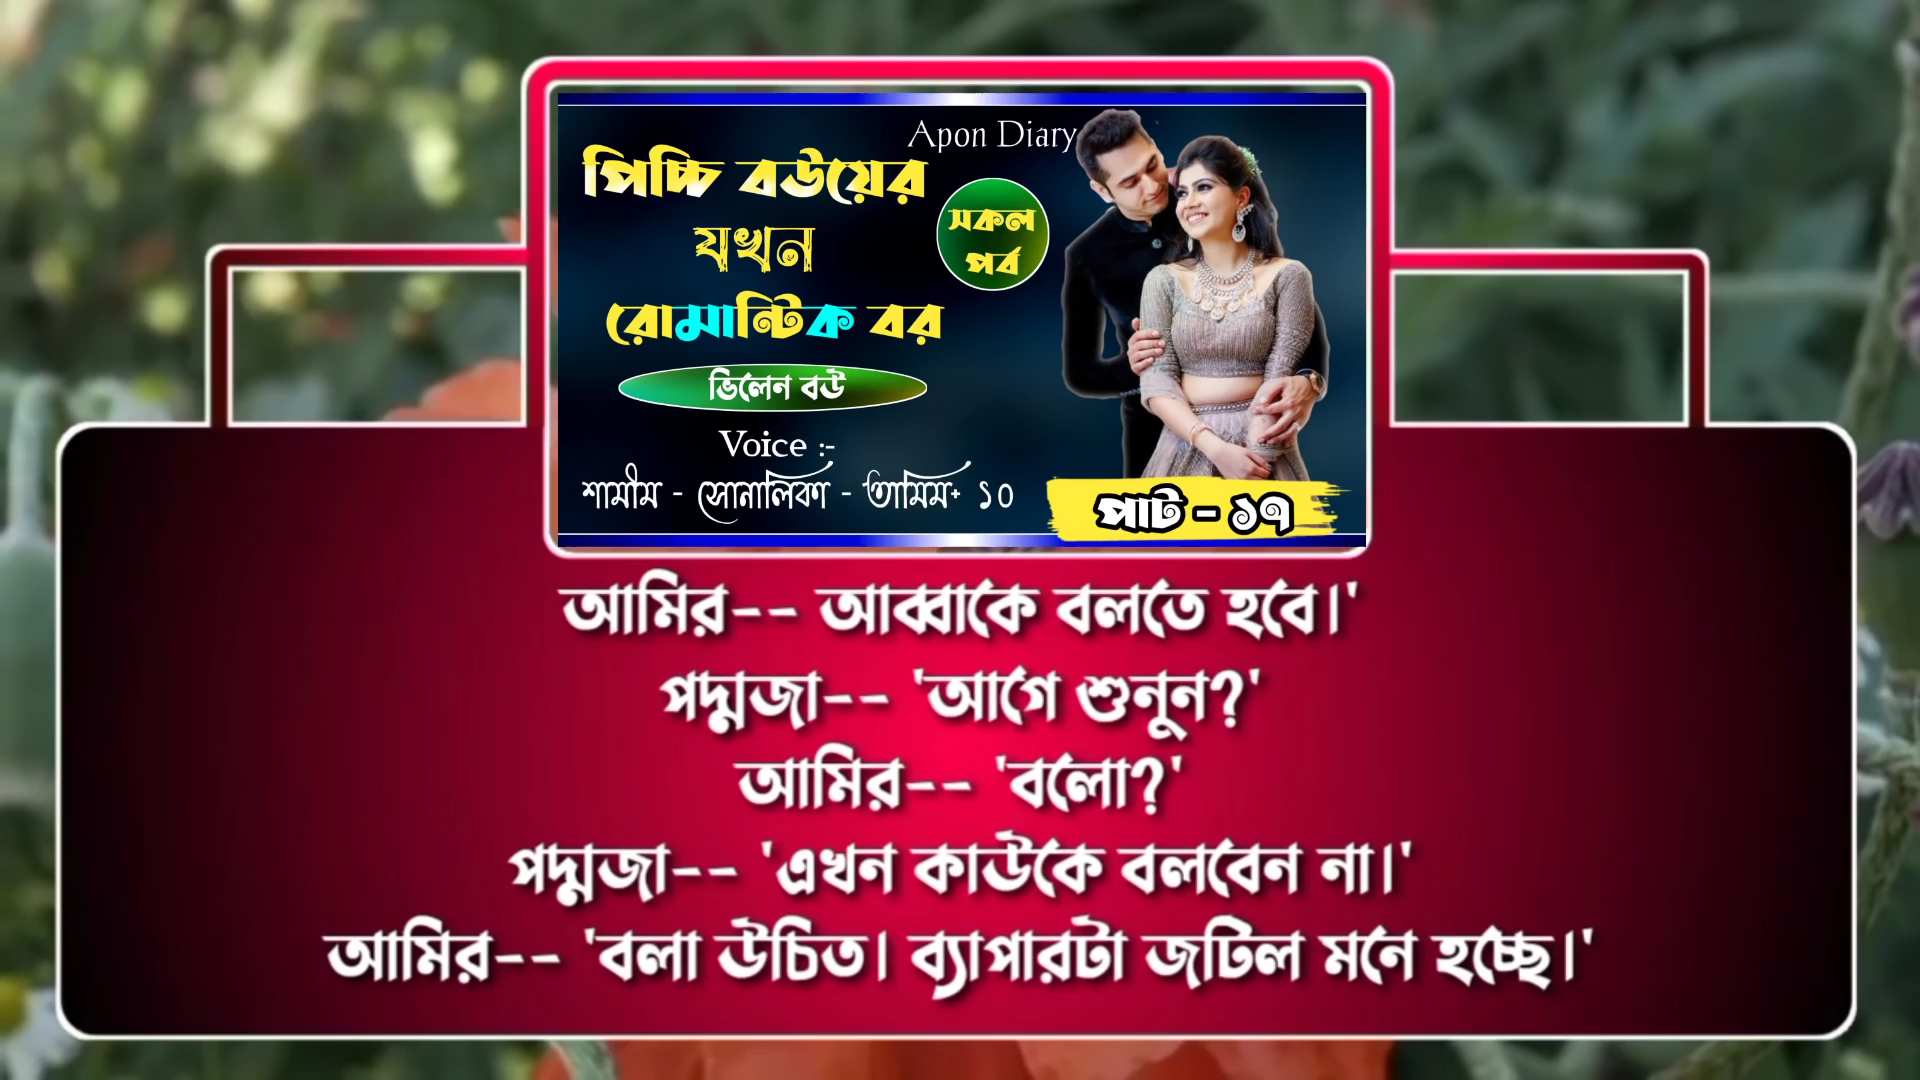 Apon Diary
পিচ্চি বউয়ের
যখন
রোমান্টিক বর
সকল
পর্ব
ভিলেন বউ
Voice :-
শামীম - সোনালিকা - তামিম+ ১০
পার্ট - ১৭
আমির-- আব্বাকে বলতে হবে।'
পদ্মজা-- 'আগে শুনুন?'
আমির-- 'বলো?'
পদ্মজা-- 'এখন কাউকে বলবেন না।'
আমির-- 'বলা উচিত। ব্যাপারটা জটিল মনে হচ্ছে।'